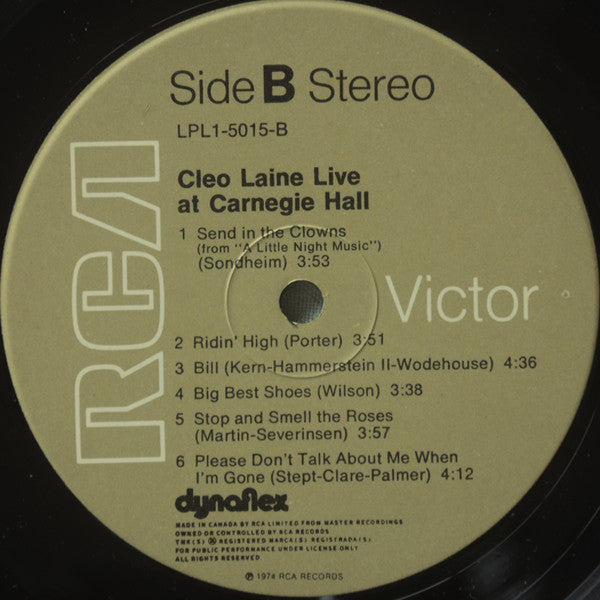 Side B Stereo
LPL1-5015-B
Cleo Laine Live
at Carnegie Hall
1 Send in the Clowns
(from "A Little Night Music")
(Sondheim) 3:53
RCA
Victor
2 Ridin' High (Porter) 3:51
3 Bill (Kern-Hammerstein II-Wodehouse) 4:36
4 Big Best Shoes (Wilson) 3:38
5 Stop and Smell the Roses
(Martin-Severinsen) 3:57
6 Please Don't Talk About Me When
I'm Gone (Stept-Clare-Palmer) 4:12
dynaflex
MADE IN CANADA BY RCA LIMITED FROM MASTER RECORDINGS
OWNED OR CONTROLLED BY RCA RECORDS
TMK(S) ® REGISTERED MARCA(S) REGISTRADA(S)
FOR PUBLIC PERFORMANCE UNDER LICENSE ONLY
ALL RIGHTS RESERVED
℗ 1974 RCA RECORDS